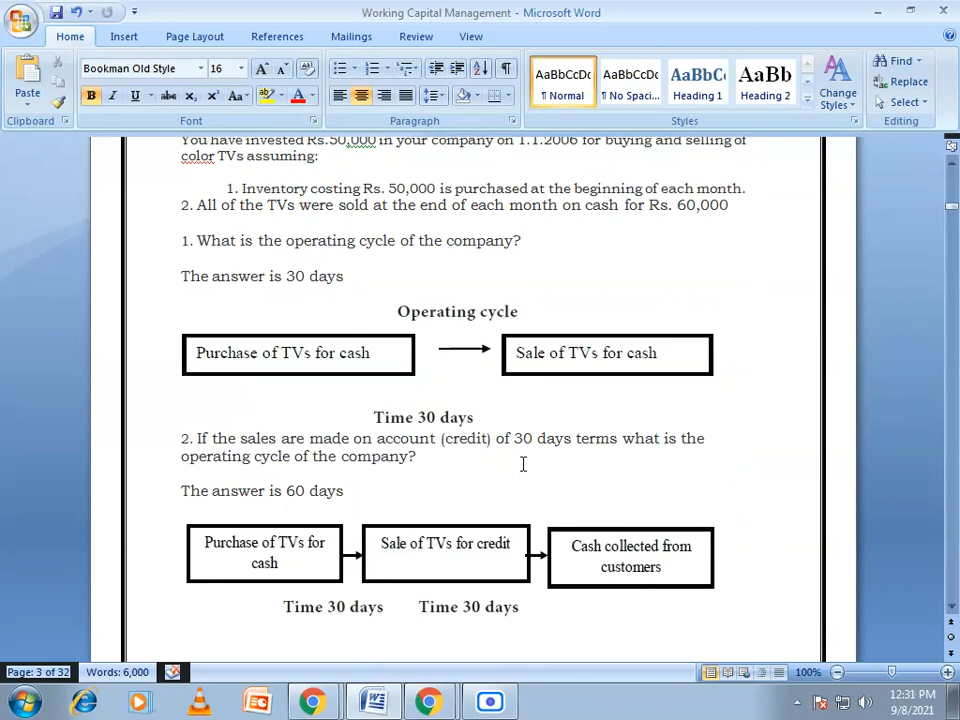 Working Capital Management - Microsoft Word
Home Insert Page Layout References Mailings Review View
Paste
Clipboard
Bookman Old Style 16
B I U abc X₂ X² Aa
Font
Paragraph
AaBbCcDc AaBbCcDc AaBbCc AaBb
¶ Normal ¶ No Spaci... Heading 1 Heading 2
Change Styles
Styles
Find
Replace
Select
Editing
You have invested Rs.50,000 in your company on 1.1.2006 for buying and selling of
color TVs assuming:
1. Inventory costing Rs. 50,000 is purchased at the beginning of each month.
2. All of the TVs were sold at the end of each month on cash for Rs. 60,000
1. What is the operating cycle of the company?
The answer is 30 days
Operating cycle
Purchase of TVs for cash Sale of TVs for cash
Time 30 days
2. If the sales are made on account (credit) of 30 days terms what is the
operating cycle of the company?
The answer is 60 days
Purchase of TVs for
cash
Sale of TVs for credit
Cash collected from
customers
Time 30 days Time 30 days
Page: 3 of 32 Words: 6,000 100%
12:31 PM
9/8/2021